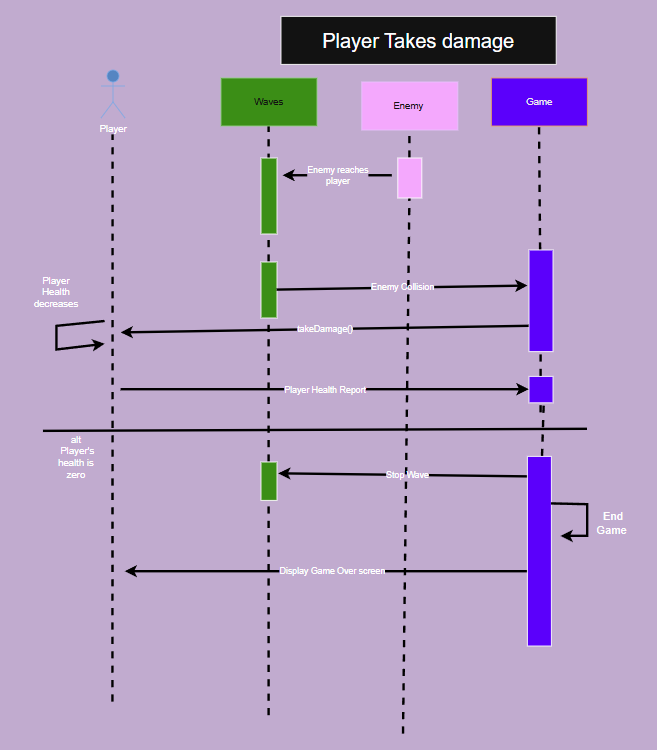 Player Takes damage
Player
Waves
Enemy
Game
Enemy reaches
player
Player
Health
decreases
Enemy Collision
takeDamage()
Player Health Report
alt
Player's
health is
zero
Stop Wave
End
Game
Display Game Over screen